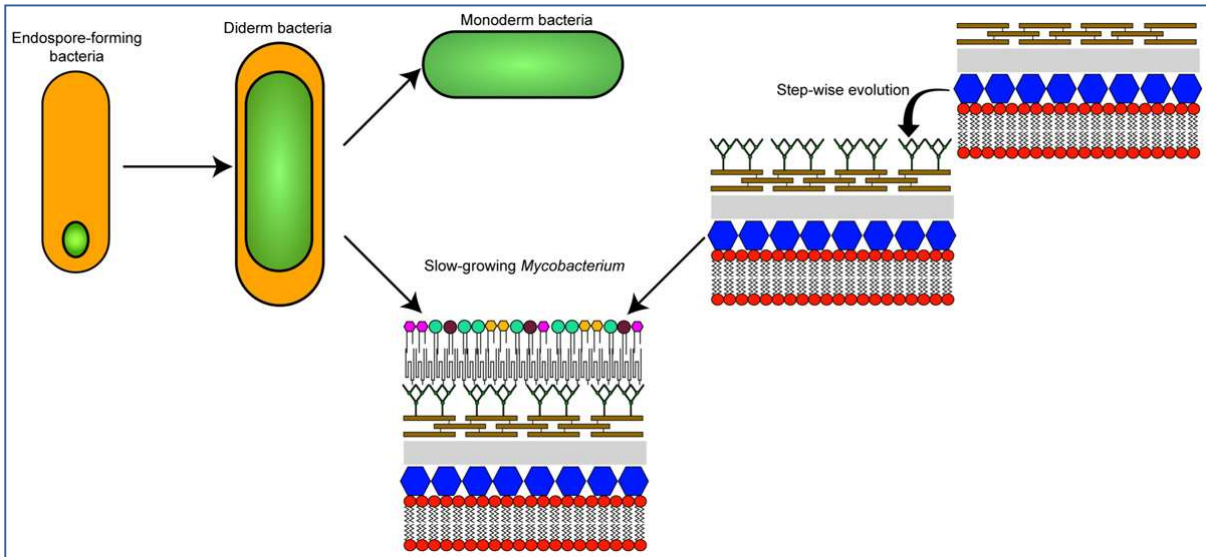 Endospore-forming
bacteria
Diderm bacteria
Monoderm bacteria
Step-wise evolution
Slow-growing Mycobacterium